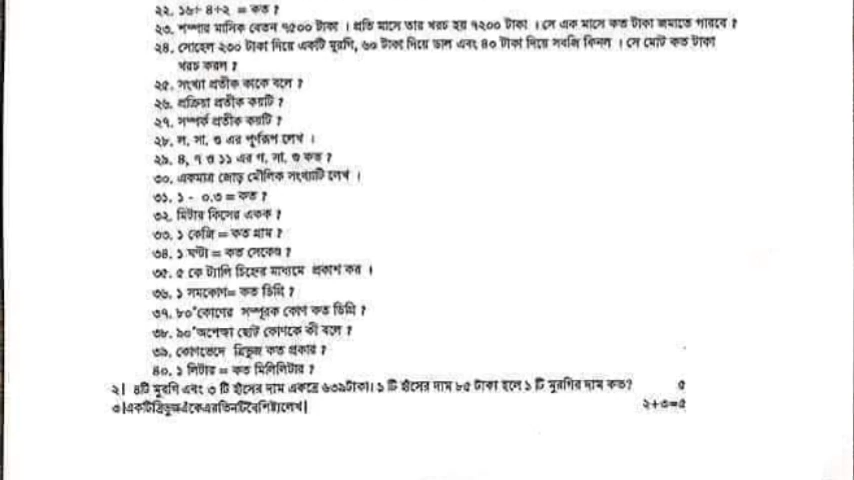 ২২. ১৬÷ ৪÷২ = কত ?
২৩. শম্পার মাসিক বেতন ৭৫০০ টাকা । প্রতি মাসে তার খরচ হয় ৭২০০ টাকা । সে এক মাসে কত টাকা জমাতে পারবে ?
২৪. সোহেল ২৩০ টাকা দিয়ে একটি মুরগি, ৬০ টাকা দিয়ে ডাল এবং ৪০ টাকা দিয়ে সবজি কিনল । সে মোট কত টাকা
খরচ করল ?
২৫. সংখ্যা প্রতীক কাকে বলে ?
২৬. প্রক্রিয়া প্রতীক কয়টি ?
২৭. সম্পর্ক প্রতীক কয়টি ?
২৮. ল, সা, গু এর পূর্ণরূপ লেখ ।
২৯. ৪, ৭ ও ১১ এর গ, সা, গু কত ?
৩০. একমাত্র জোড় মৌলিক সংখ্যাটি লেখ ।
৩১. ১ - ০.৩ = কত ?
৩২. মিটার কিসের একক ?
৩৩. ১ কেজি = কত গ্রাম ?
৩৪. ১ ঘন্টা = কত সেকেন্ড ?
৩৫. ৫ কে ট্যালি চিহ্নের মাধ্যমে প্রকাশ কর ।
৩৬. ১ সমকোণ= কত ডিগ্রি ?
৩৭. ৮০°কোণের সম্পূরক কোণ কত ডিগ্রি ?
৩৮. ৯০°অপেক্ষা ছোট কোণকে কী বলে ?
৩৯. কোণভেদে ত্রিভুজ কত প্রকার ?
৪০. ১ লিটার = কত মিলিলিটার ?
২| ৪টি মুরগি এবং ৩ টি হাঁসের দাম একত্রে ৬৩৯টাকা। ১ টি হাঁসের দাম ৮৫ টাকা হলে ১ টি মুরগির দাম কত? ৫
৩|একটিত্রিভুজএঁকেএরতিনটিবৈশিষ্ট্যলেখ| ২+৩=৫